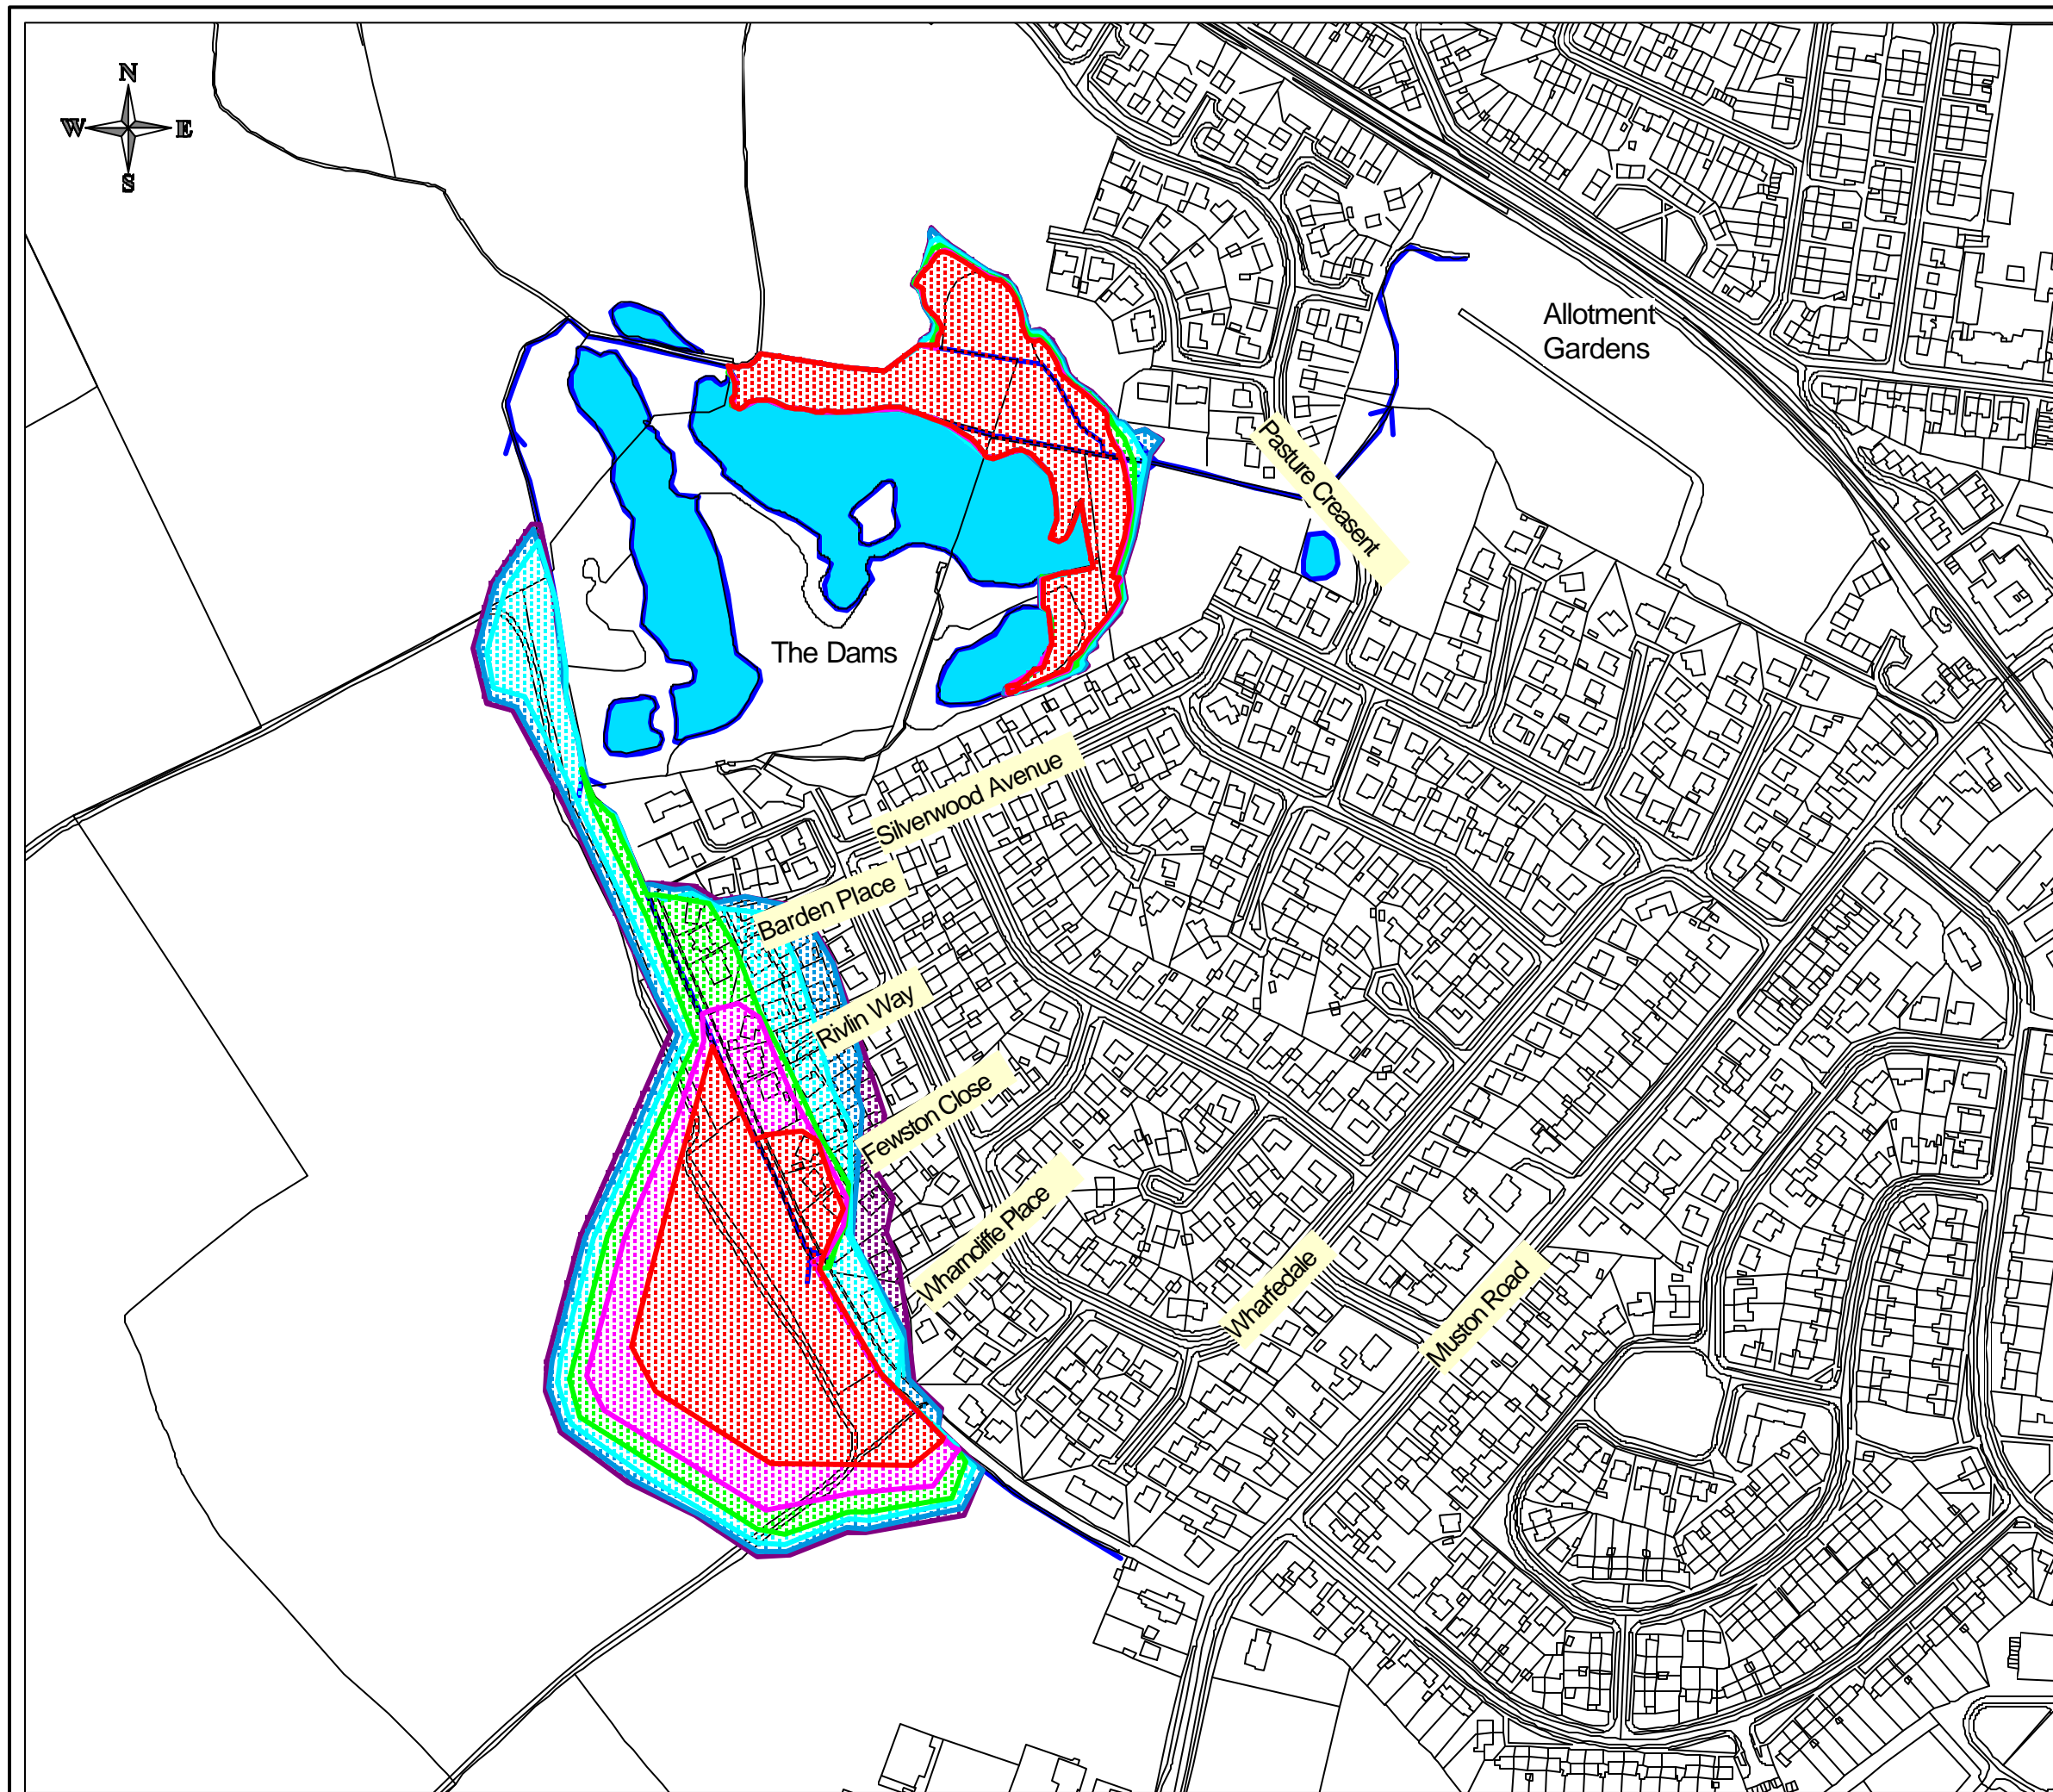 N
W E
S
Allotment
Gardens
Pasture Creasent
The Dams
Silverwood Avenue
Barden Place
Rivlin Way
Fewston Close
Wharncliffe Place
Wharfedale
Muston Road